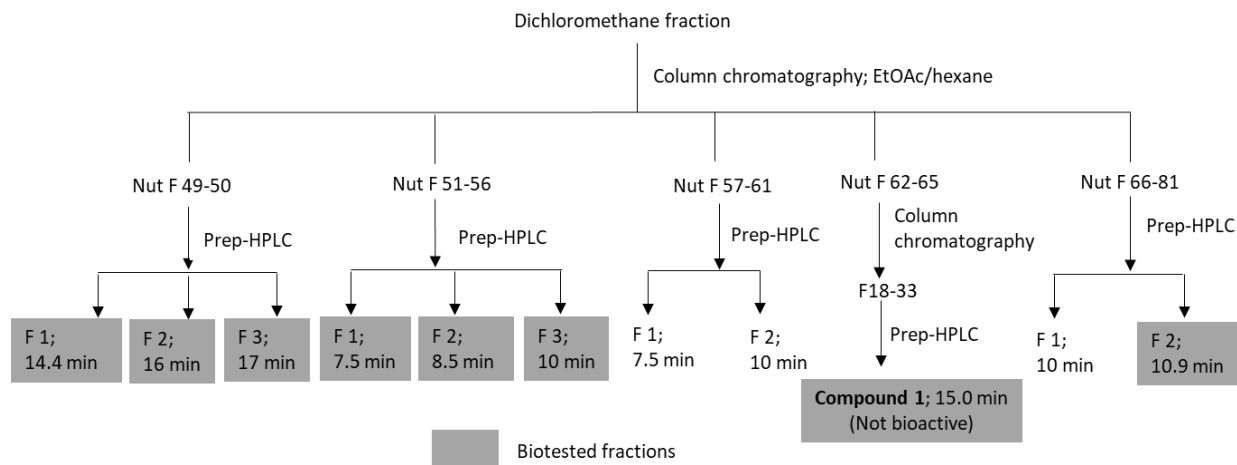 Dichloromethane fraction
Column chromatography; EtOAc/hexane
Nut F 49-50
Nut F 51-56
Nut F 57-61
Nut F 62-65
Nut F 66-81
Prep-HPLC
Prep-HPLC
Prep-HPLC
Column
chromatography
Prep-HPLC
F18-33
Prep-HPLC
F 1;
14.4 min
F 2;
16 min
F 3;
17 min
F 1;
7.5 min
F 2;
8.5 min
F 3;
10 min
F 1;
7.5 min
F 2;
10 min
Compound 1; 15.0 min
(Not bioactive)
F 1;
10 min
F 2;
10.9 min
Biotested fractions